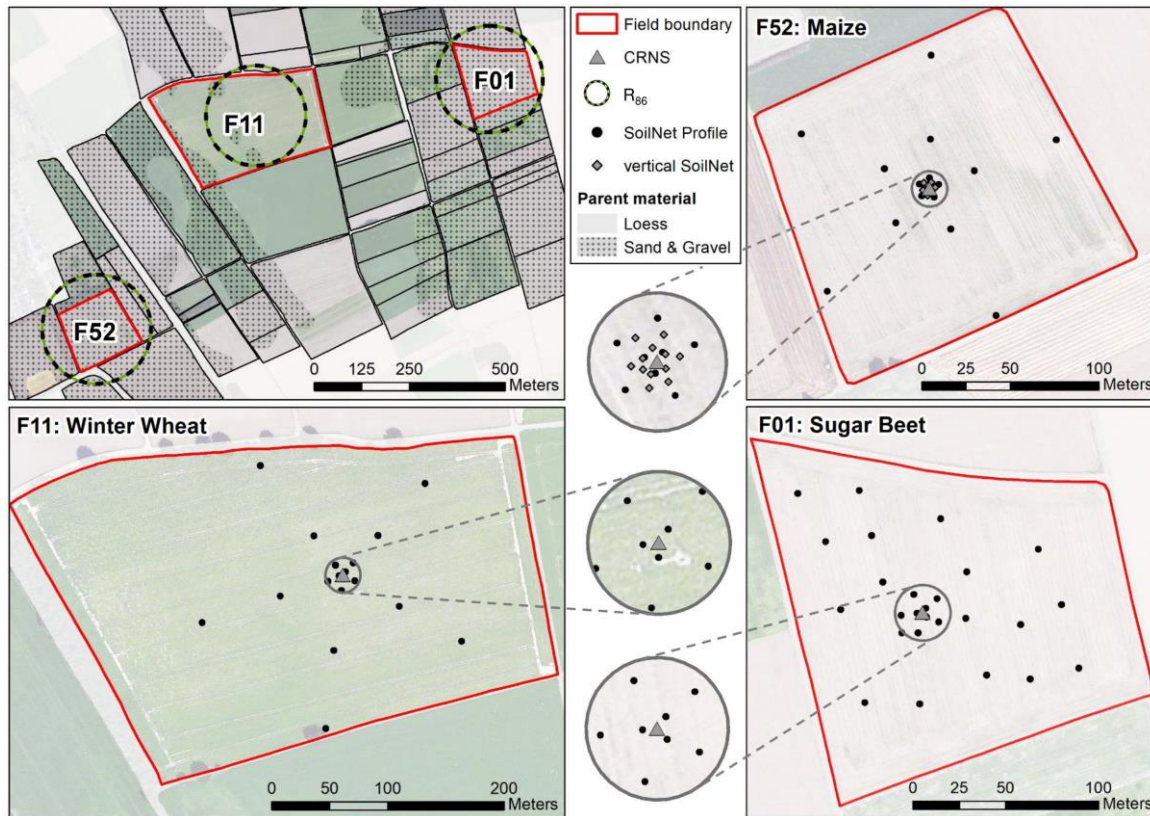 F11
F01
F52
0 125 250 500
Meters
Field boundary
CRNS
R86
SoilNet Profile
vertical SoilNet
Parent material
Loess
Sand & Gravel
F52: Maize
0 25 50 100
Meters
F11: Winter Wheat
0 50 100 200
Meters
F01: Sugar Beet
0 25 50 100
Meters